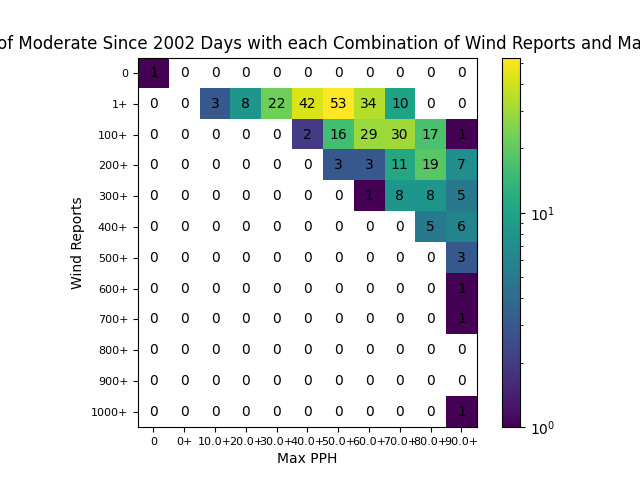 of Moderate Since 2002 Days with each Combination of Wind Reports and Ma
0 1 0 0 0 0 0 0 0 0 0 0
1+ 0 0 3 8 22 42 53 34 10 0 0
100+ 0 0 0 0 0 2 16 29 30 17 1
200+ 0 0 0 0 0 0 3 3 11 19 7
300+ 0 0 0 0 0 0 0 1 8 8 5
400+ 0 0 0 0 0 0 0 0 0 5 6
500+ 0 0 0 0 0 0 0 0 0 0 3
600+ 0 0 0 0 0 0 0 0 0 0 1
700+ 0 0 0 0 0 0 0 0 0 0 1
800+ 0 0 0 0 0 0 0 0 0 0 0
900+ 0 0 0 0 0 0 0 0 0 0 0
1000+ 0 0 0 0 0 0 0 0 0 0 1
0 0+ 10.0+ 20.0+ 30.0+ 40.0+ 50.0+ 60.0+ 70.0+ 80.0+ 90.0+
Max PPH
Wind Reports
10¹
10⁰